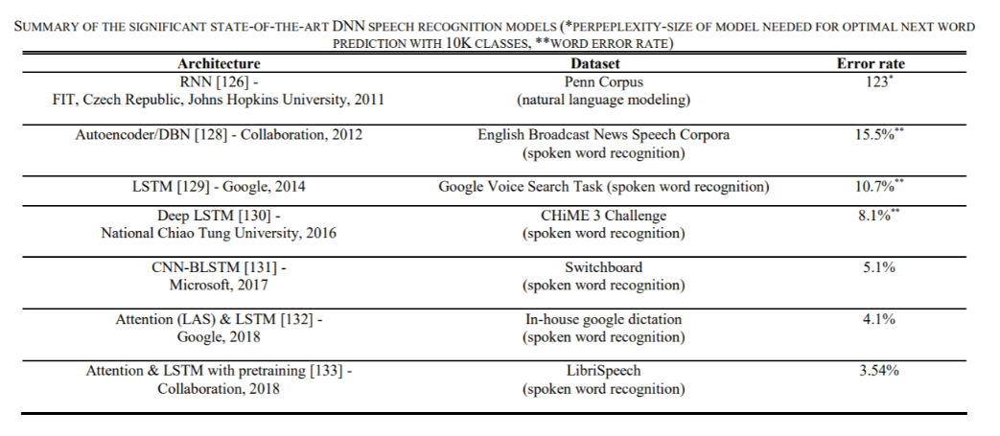 SUMMARY OF THE SIGNIFICANT STATE-OF-THE-ART DNN SPEECH RECOGNITION MODELS (*PERPEPLEXITY-SIZE OF MODEL NEEDED FOR OPTIMAL NEXT WORD
PREDICTION WITH 10K CLASSES, **WORD ERROR RATE)
Architecture Dataset Error rate
RNN [126] - Penn Corpus 123*
FIT, Czech Republic, Johns Hopkins University, 2011 (natural language modeling)
Autoencoder/DBN [128] - Collaboration, 2012 English Broadcast News Speech Corpora 15.5%**
(spoken word recognition)
LSTM [129] - Google, 2014 Google Voice Search Task (spoken word recognition) 10.7%**
Deep LSTM [130] - CHiME 3 Challenge 8.1%**
National Chiao Tung University, 2016 (spoken word recognition)
CNN-BLSTM [131] - Switchboard 5.1%
Microsoft, 2017 (spoken word recognition)
Attention (LAS) & LSTM [132] - In-house google dictation 4.1%
Google, 2018 (spoken word recognition)
Attention & LSTM with pretraining [133] - LibriSpeech 3.54%
Collaboration, 2018 (spoken word recognition)